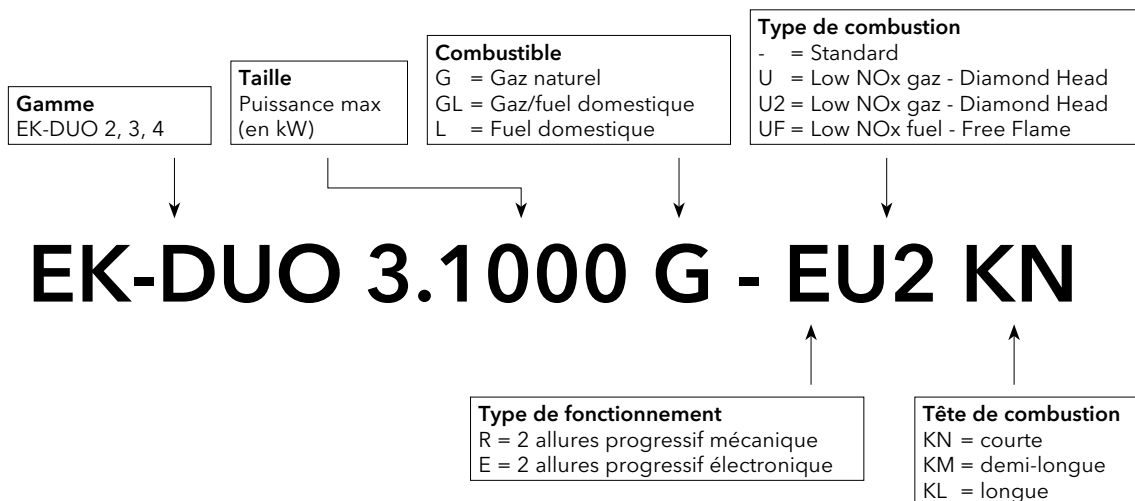 Type de combustion
- = Standard
U = Low NOx gaz - Diamond Head
U2 = Low NOx gaz - Diamond Head
UF = Low NOx fuel - Free Flame
Combustible
G = Gaz naturel
GL = Gaz/fuel domestique
L = Fuel domestique
Taille
Puissance max
(en kW)
Gamme
EK-DUO 2, 3, 4
EK-DUO 3.1000 G - EU2 KN
Type de fonctionnement
R = 2 allures progressif mécanique
E = 2 allures progressif électronique
Tête de combustion
KN = courte
KM = demi-longue
KL = longue